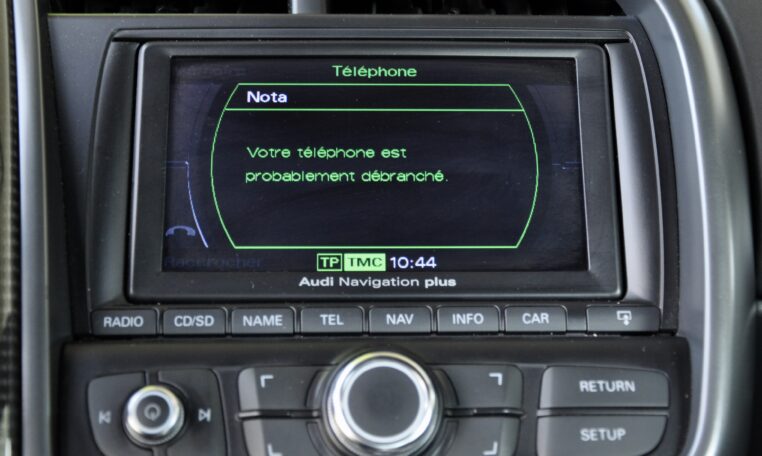 Téléphone
Nota
Votre téléphone est
probablement débranché.
Raccrocher
TP TMC 10:44
Audi Navigation plus
RADIO CD/SD NAME TEL NAV INFO CAR
RETURN
SETUP